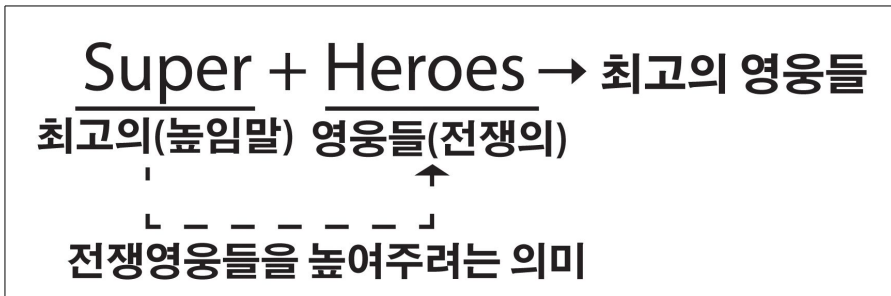 Super + Heroes → 최고의 영웅들
최고의(높임말) 영웅들(전쟁의)
전쟁영웅들을 높여주려는 의미